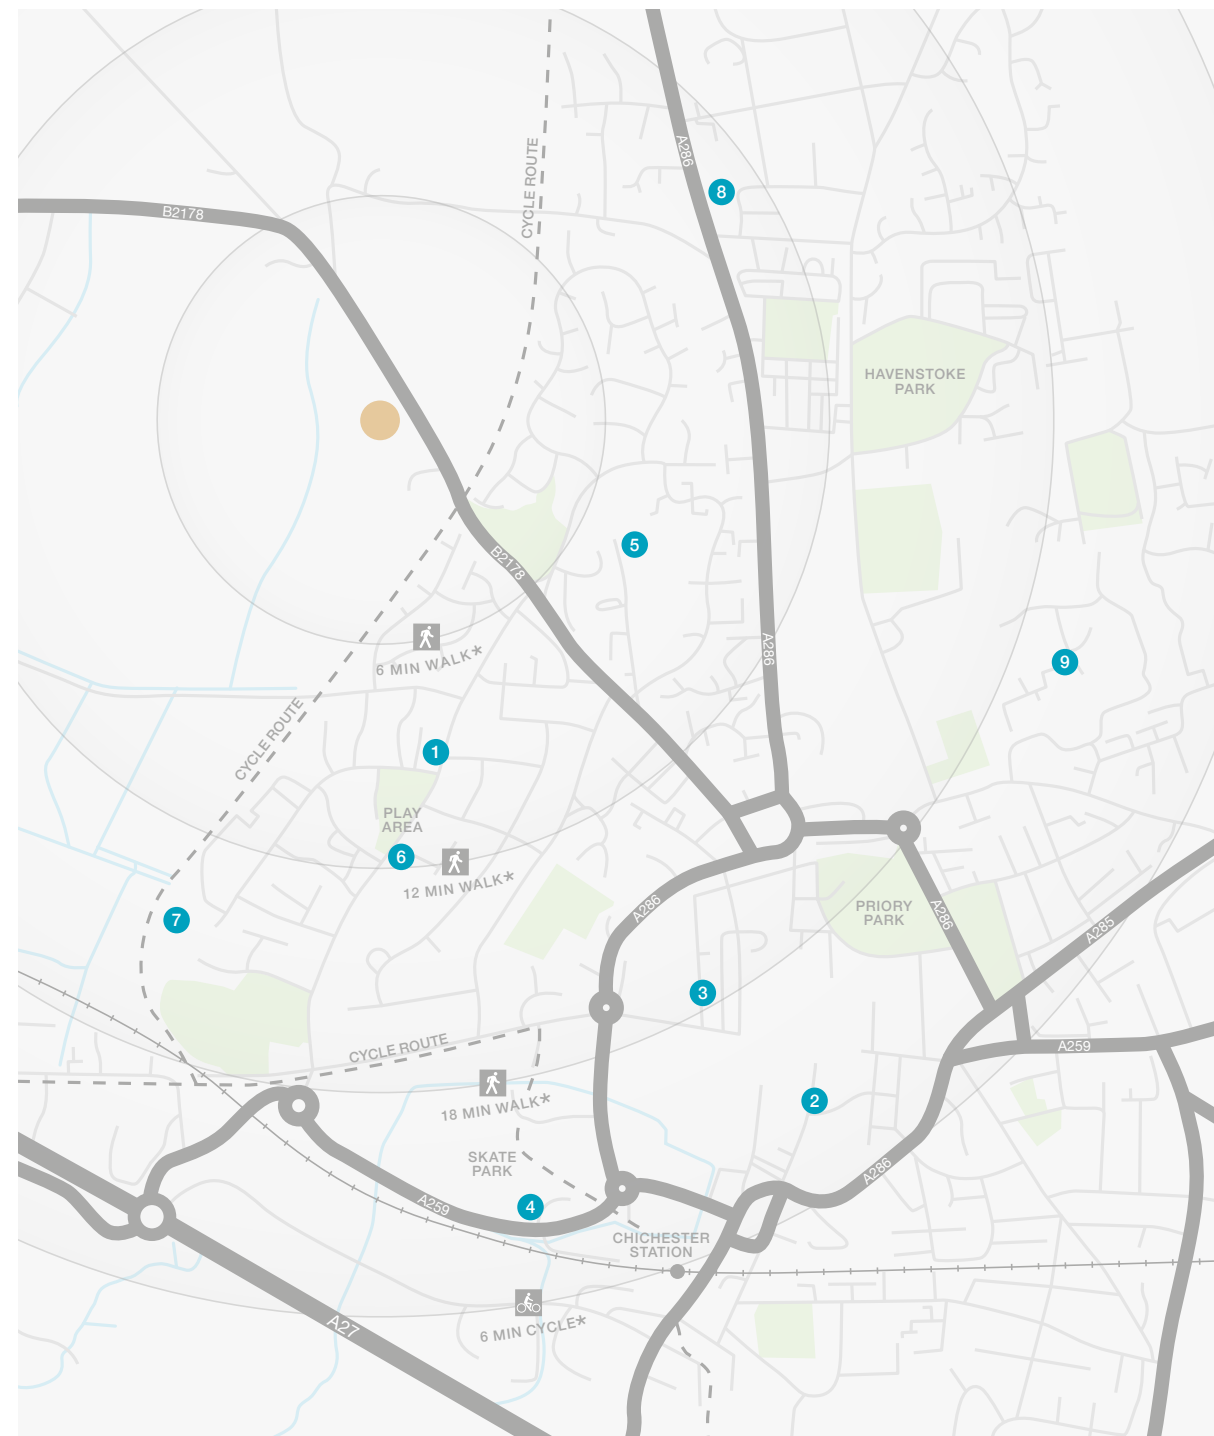 CYCLE ROUTE
A286
8
B2178
HAVENSTOKE
PARK
B2178
5
A286
6 MIN WALK*
9
CYCLE ROUTE
1
PLAY
AREA
6
12 MIN WALK*
A286
PRIORY
PARK
A286
7
A285
3
CYCLE ROUTE
A259
18 MIN WALK*
2
SKATE
PARK
A286
A259
4
CHICHESTER
STATION
A27
6 MIN CYCLE*